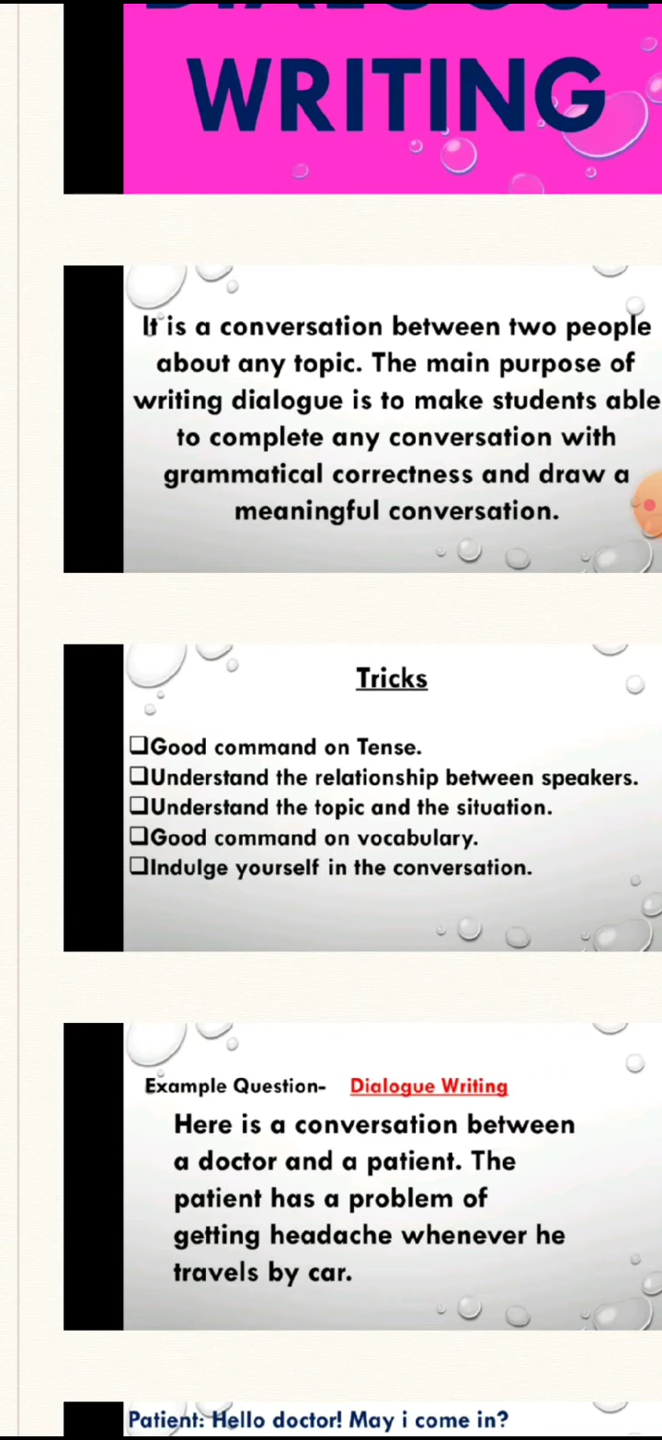 DIALOGUE
WRITING
It is a conversation between two people
about any topic. The main purpose of
writing dialogue is to make students able
to complete any conversation with
grammatical correctness and draw a
meaningful conversation.
Tricks
❑Good command on Tense.
❑Understand the relationship between speakers.
❑Understand the topic and the situation.
❑Good command on vocabulary.
❑Indulge yourself in the conversation.
Example Question- Dialogue Writing
Here is a conversation between
a doctor and a patient. The
patient has a problem of
getting headache whenever he
travels by car.
Patient: Hello doctor! May i come in?